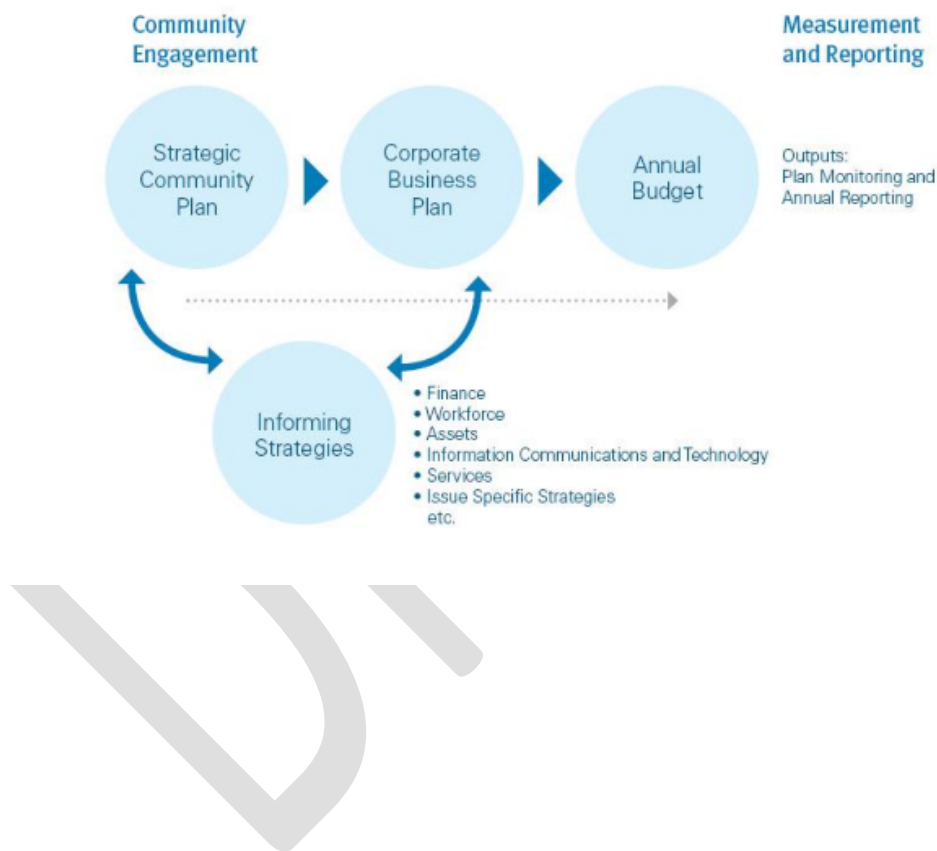 Community
Engagement
Measurement
and Reporting
Strategic
Community
Plan
Corporate
Business
Plan
Annual
Budget
Outputs:
Plan Monitoring and
Annual Reporting
Informing
Strategies
• Finance
• Workforce
• Assets
• Information Communications and Technology
• Services
• Issue Specific Strategies
etc.